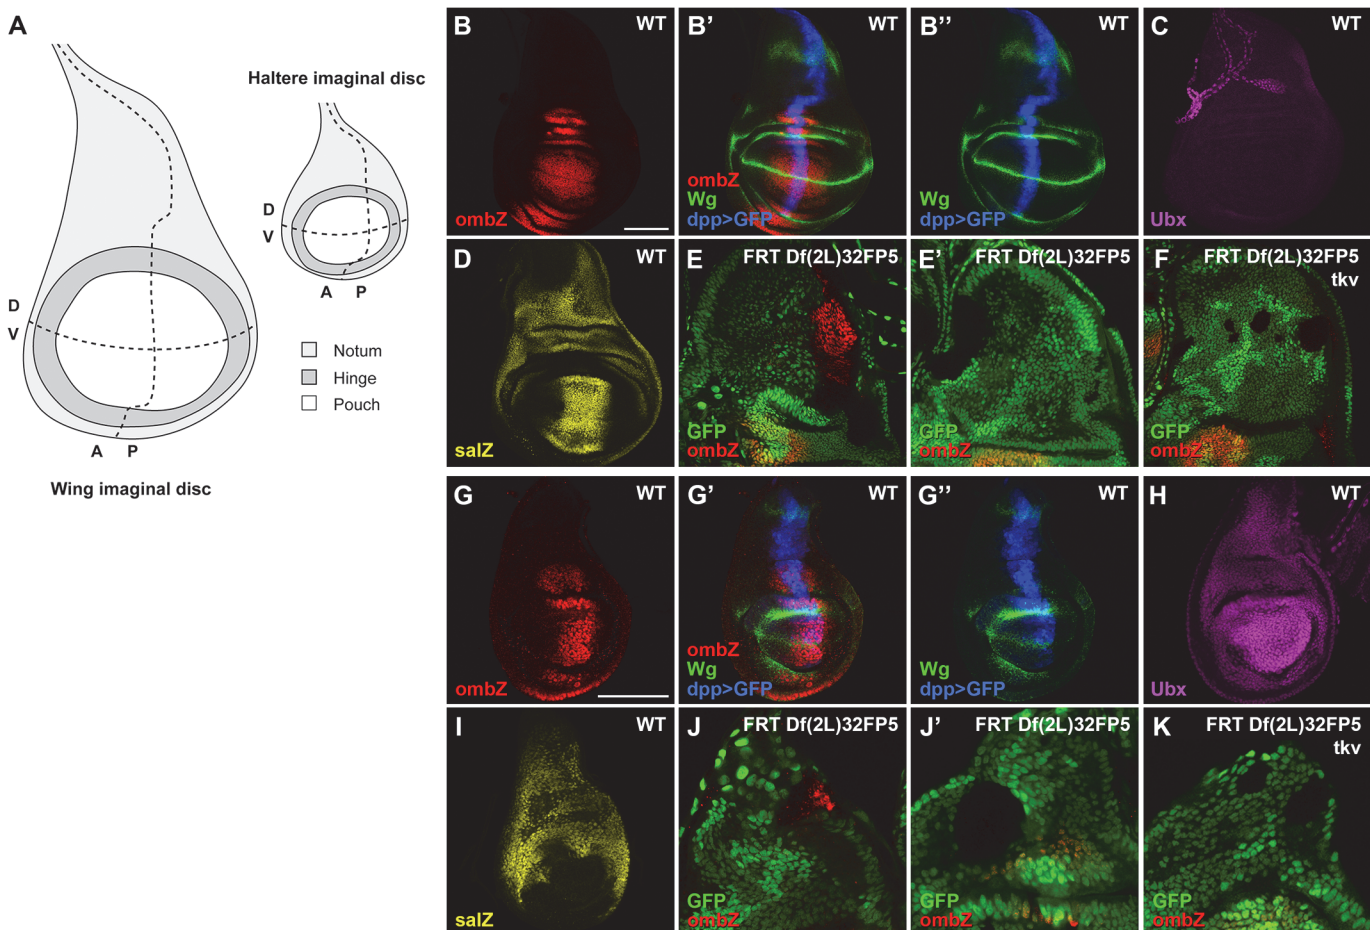 A
Haltere imaginal disc
D
V
A P
D
V
Notum
Hinge
Pouch
A P
Wing imaginal disc
B WT
ombZ
B’ WT
ombZ
Wg
dpp>GFP
B’’ WT
Wg
dpp>GFP
C WT
Ubx
D WT
salZ
E FRT Df(2L)32FP5
GFP
ombZ
E’ FRT Df(2L)32FP5
GFP
ombZ
F FRT Df(2L)32FP5
tkv
GFP
ombZ
G WT
ombZ
G’ WT
ombZ
Wg
dpp>GFP
G’’ WT
Wg
dpp>GFP
H WT
Ubx
I WT
salZ
J FRT Df(2L)32FP5
GFP
ombZ
J’ FRT Df(2L)32FP5
GFP
ombZ
K FRT Df(2L)32FP5
tkv
GFP
ombZ